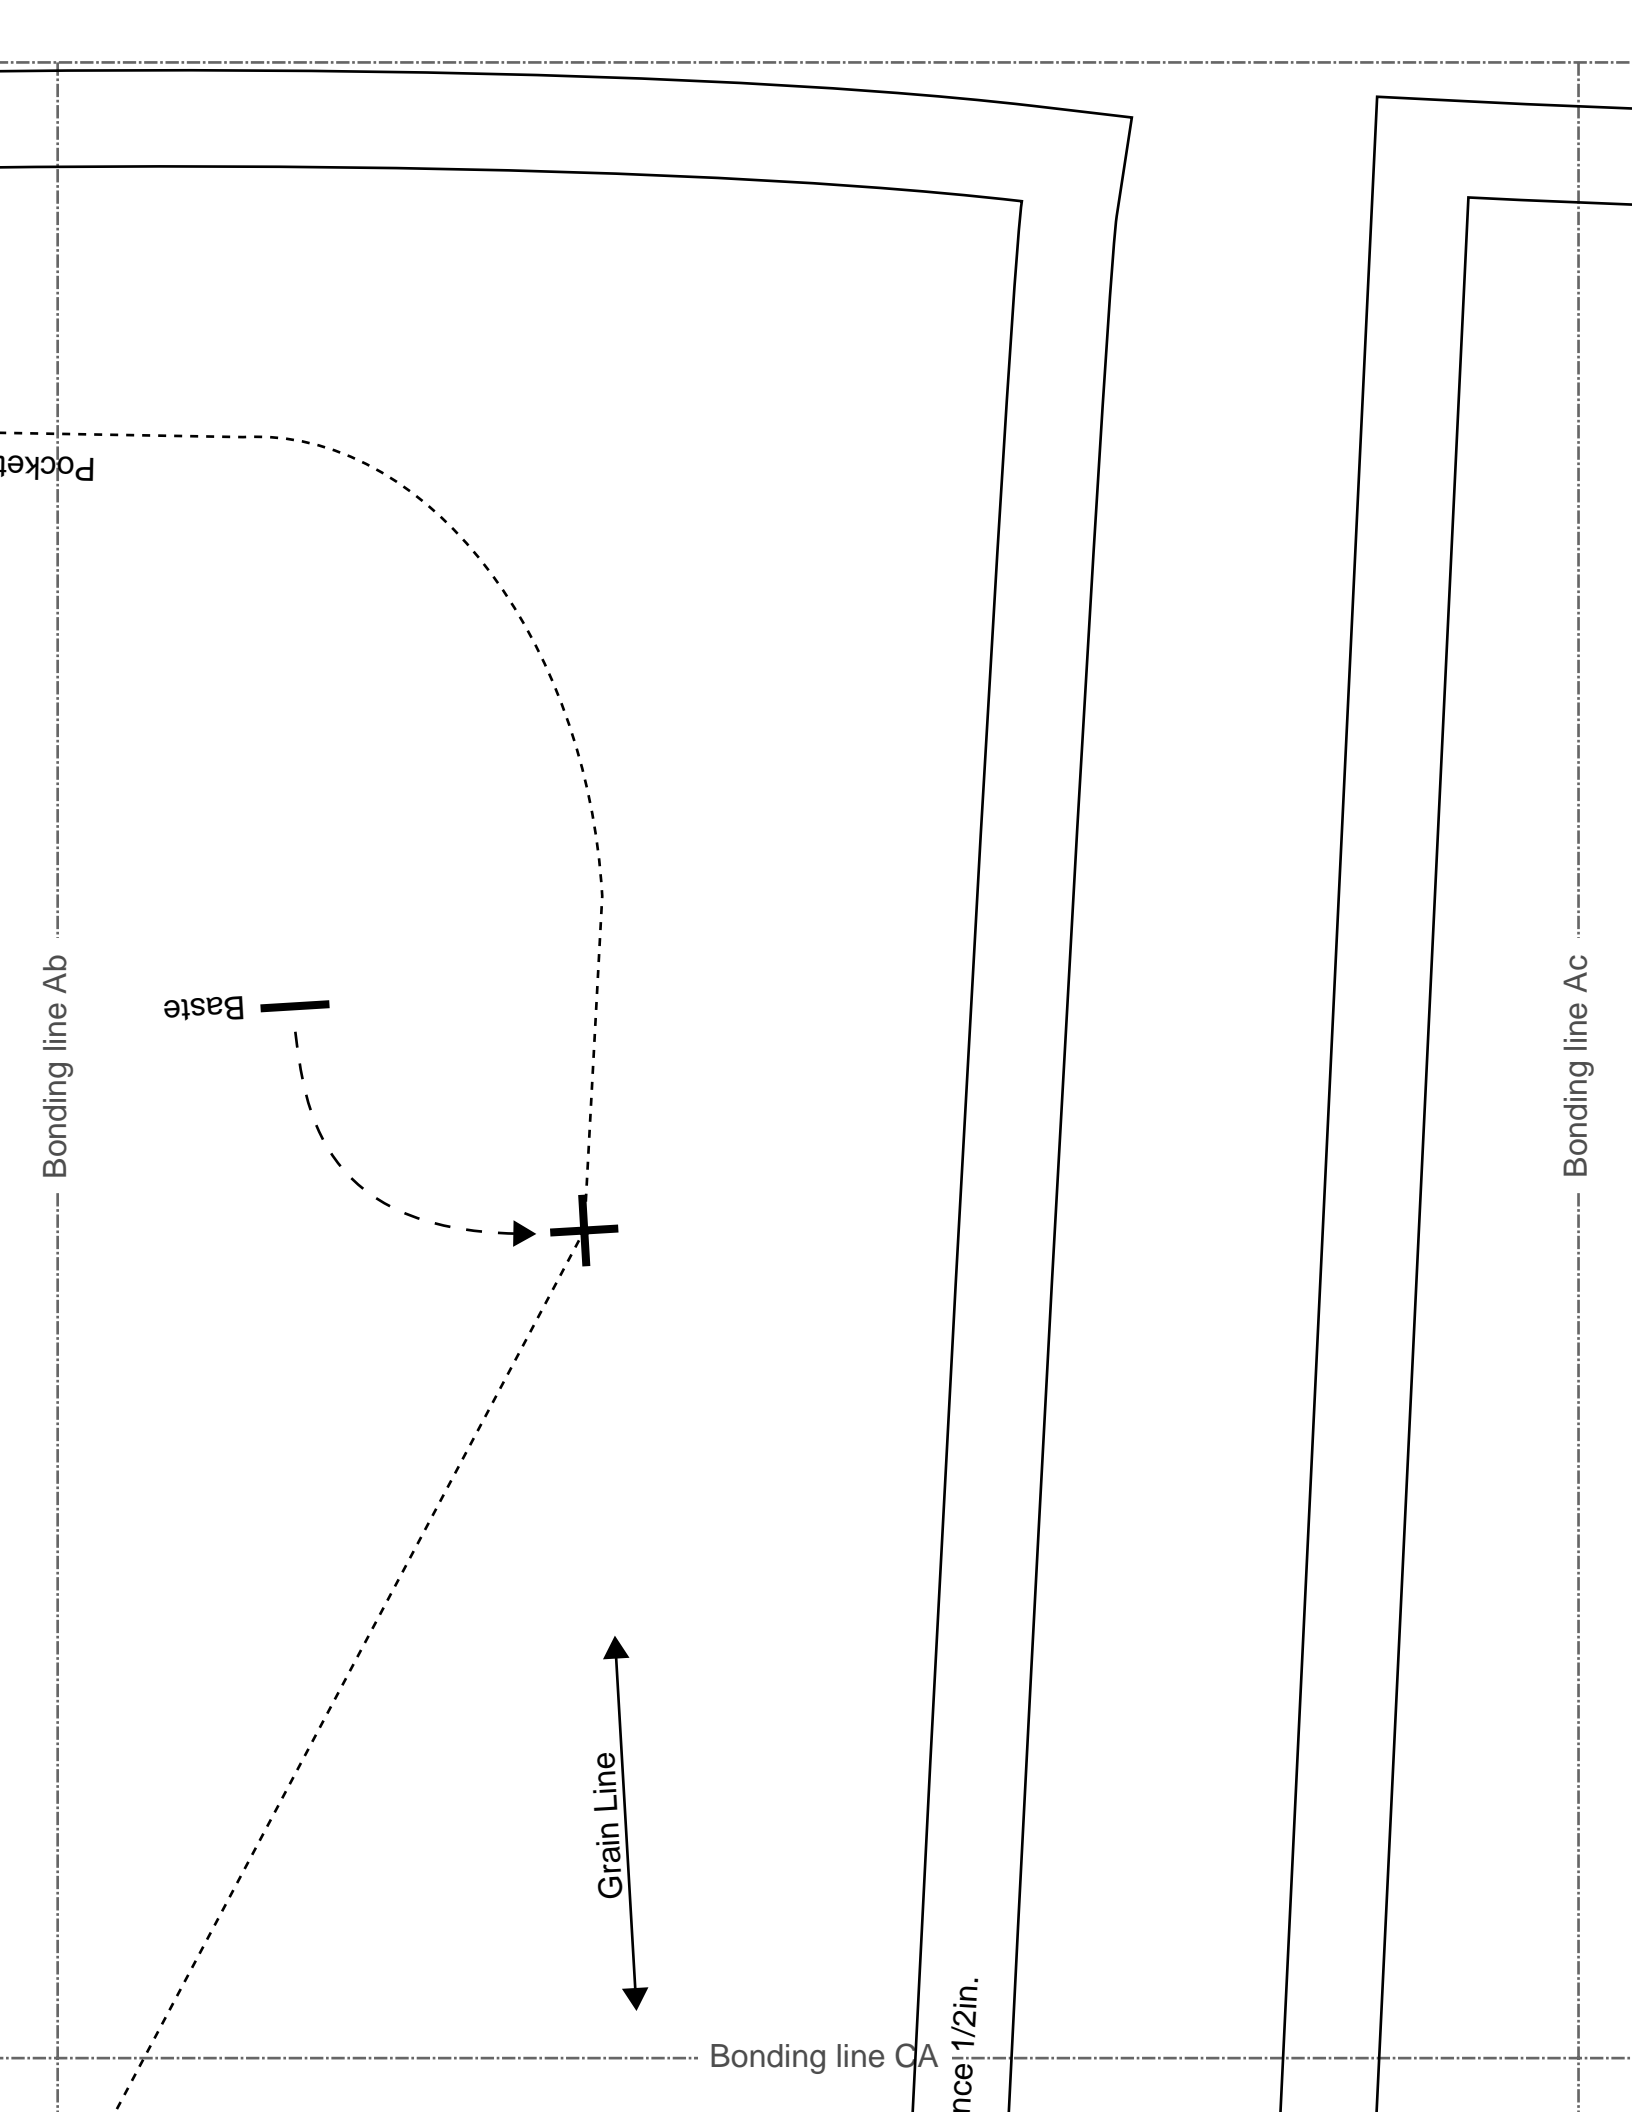 Pocket
Bonding line Ab
Baste
Bonding line Ac
Grain Line
nce 1/2in.
Bonding line CA